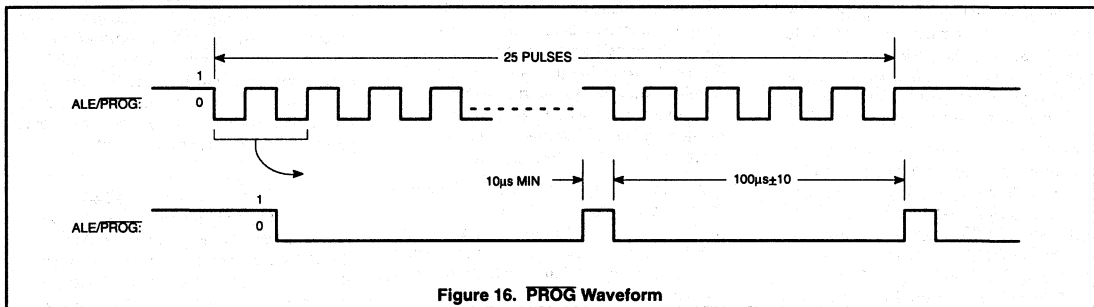 25 PULSES
1
ALE/PROG:
0
10µs MIN
100µs±10
1
ALE/PROG:
0
Figure 16. PROG Waveform